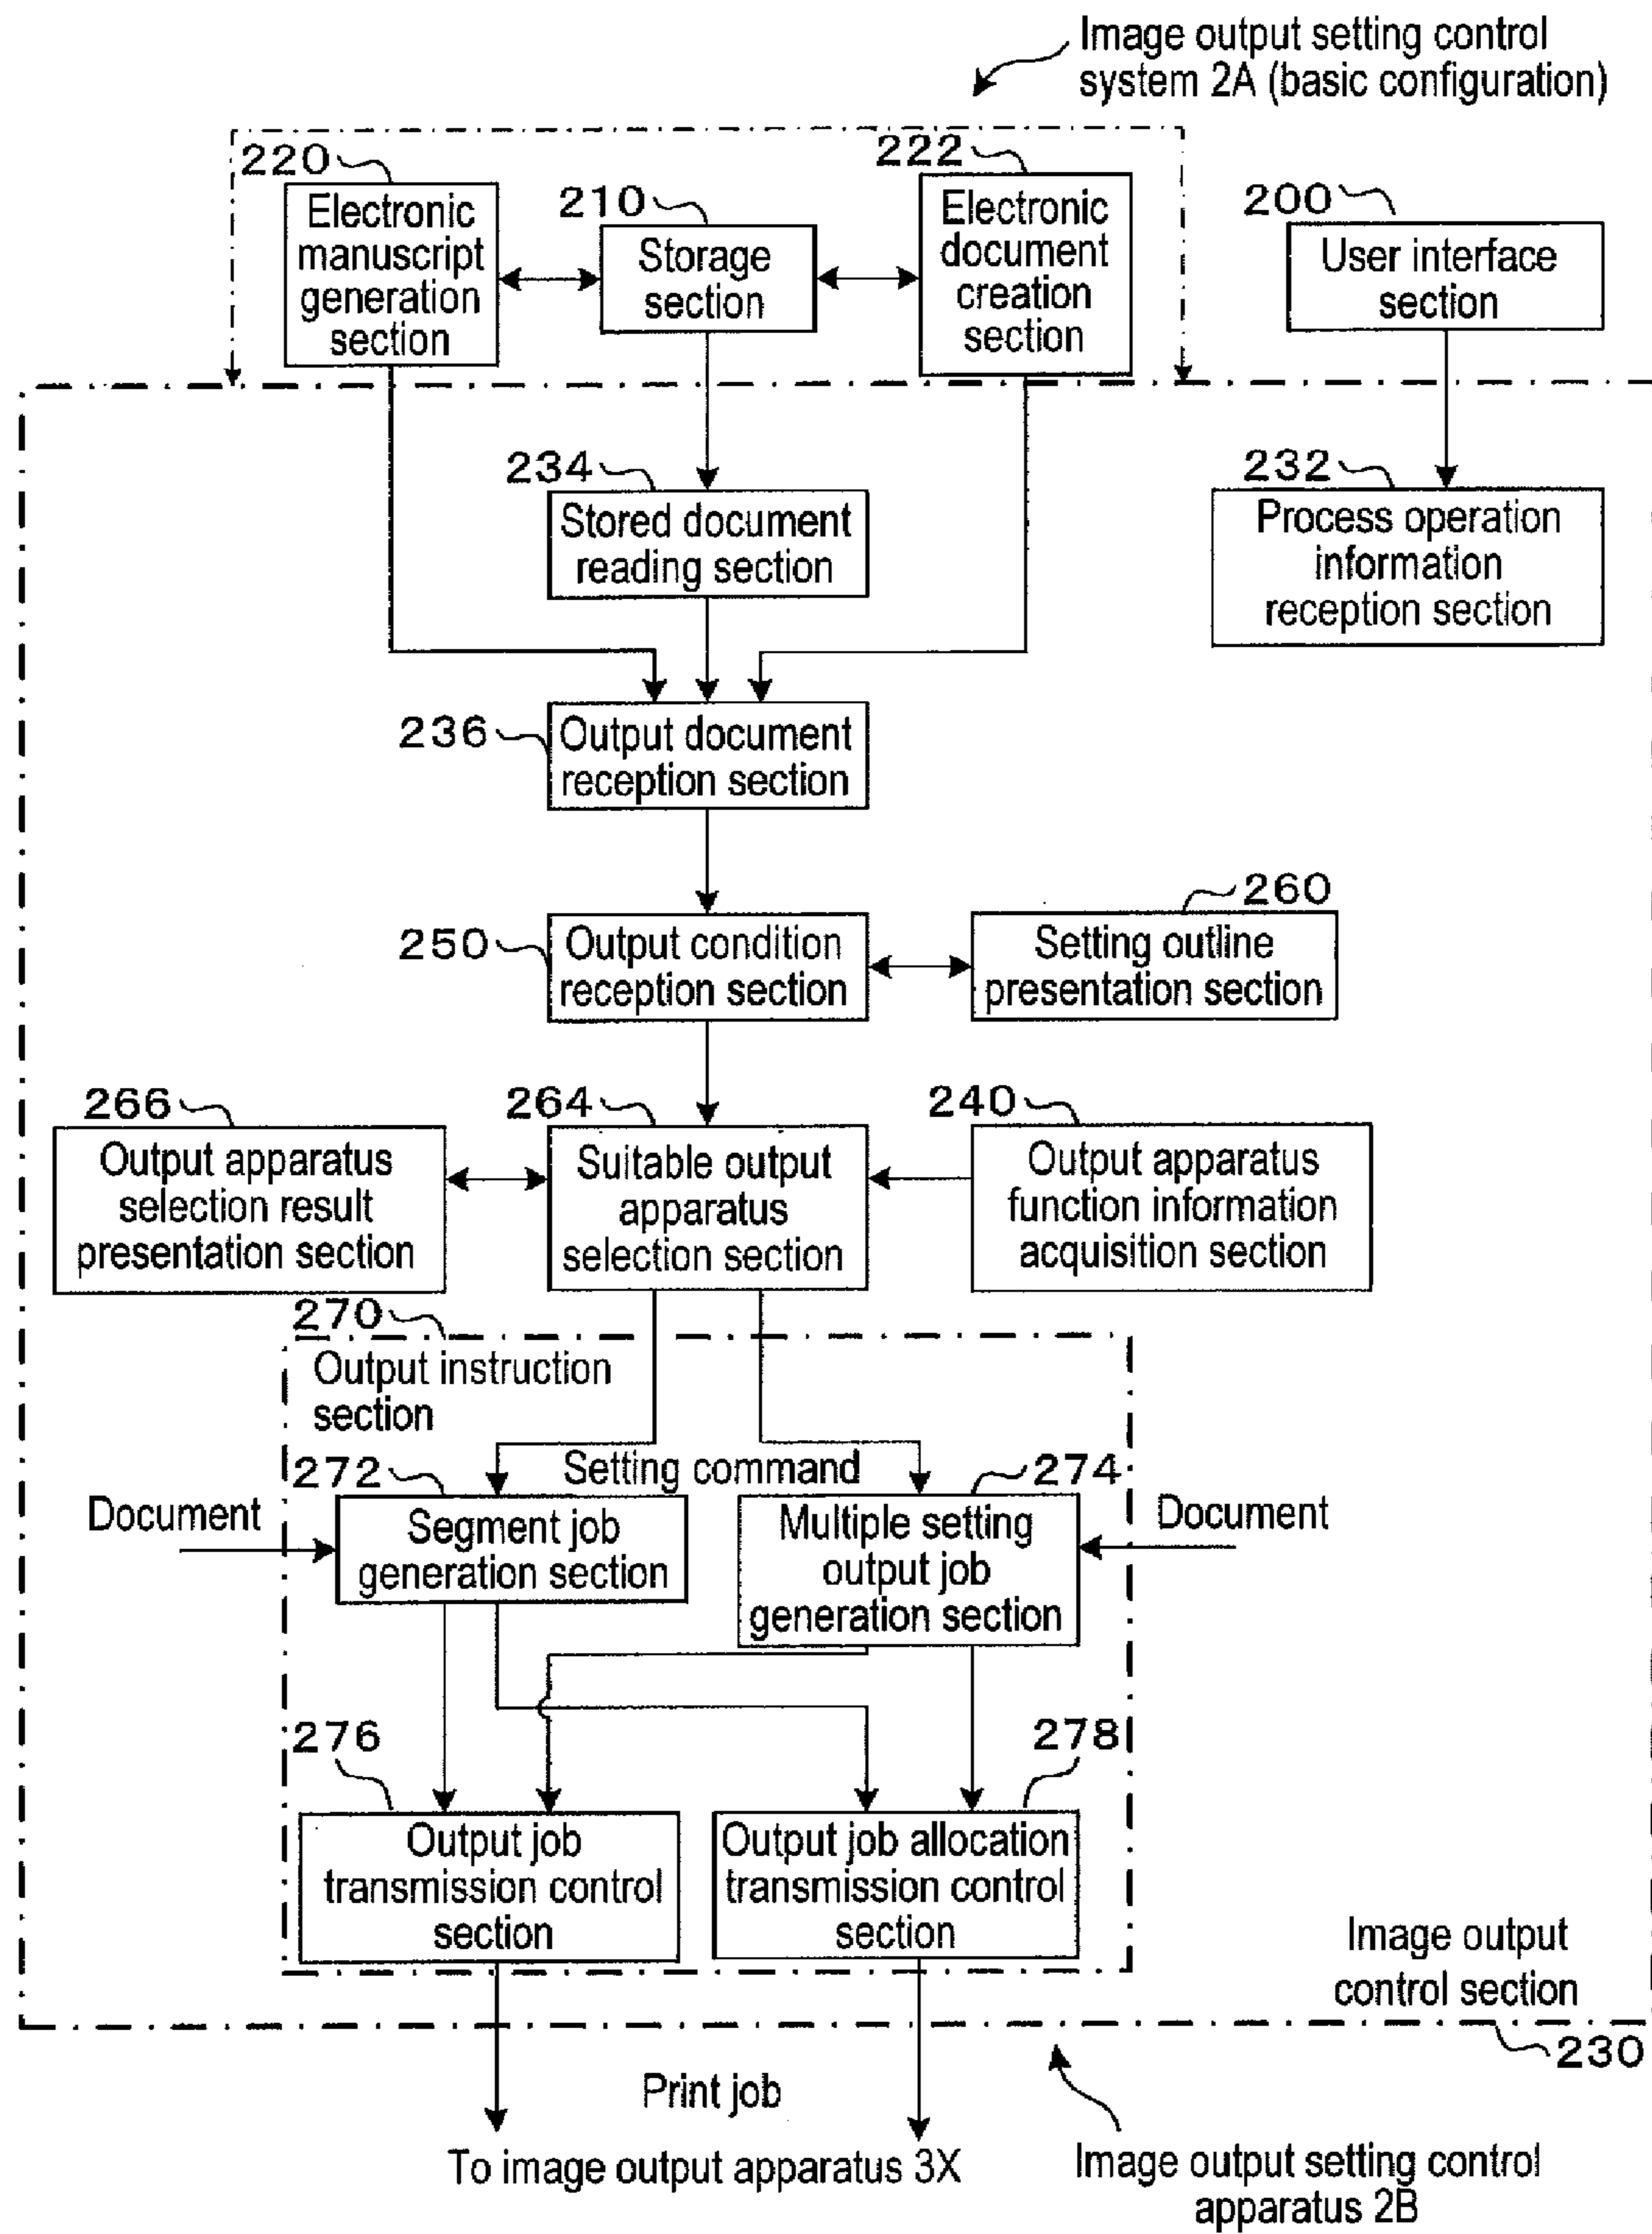 Image output setting control
system 2A (basic configuration)
220
222
210
200
Electronic
manuscript
generation
section
Storage
section
Electronic
document
creation
section
User interface
section
234
232
Stored document
reading section
Process operation
information
reception section
236
Output document
reception section
260
250
Output condition
reception section
Setting outline
presentation section
266
264
240
Output apparatus
selection result
presentation section
Suitable output
apparatus
selection section
Output apparatus
function information
acquisition section
270
Output instruction
section
272
Setting command
274
Document
Segment job
generation section
Multiple setting
output job
generation section
Document
276
278
Output job
transmission control
section
Output job allocation
transmission control
section
Image output
control section
230
Print job
To image output apparatus 3X
Image output setting control
apparatus 2B